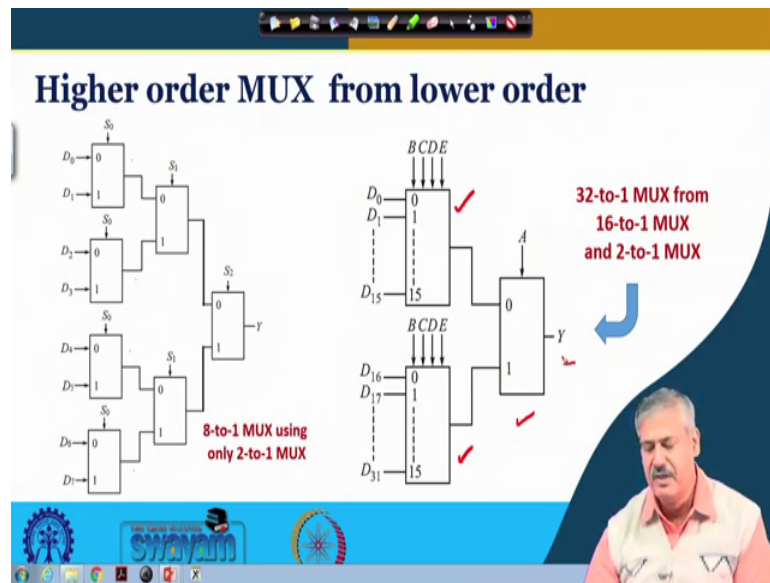 Higher order MUX from lower order
S₀
D₀
0
D₁
1
S₁
0
1
S₀
D₂
0
D₃
1
S₂
0
1
Y
S₀
D₄
0
D₅
1
S₁
0
1
S₀
D₆
0
D₇
1
8-to-1 MUX using
only 2-to-1 MUX
B C D E
D₀
0
D₁
1
D₁₅
15
A
0
1
Y
B C D E
D₁₆
0
D₁₇
1
D₃₁
15
32-to-1 MUX from
16-to-1 MUX
and 2-to-1 MUX
swayam